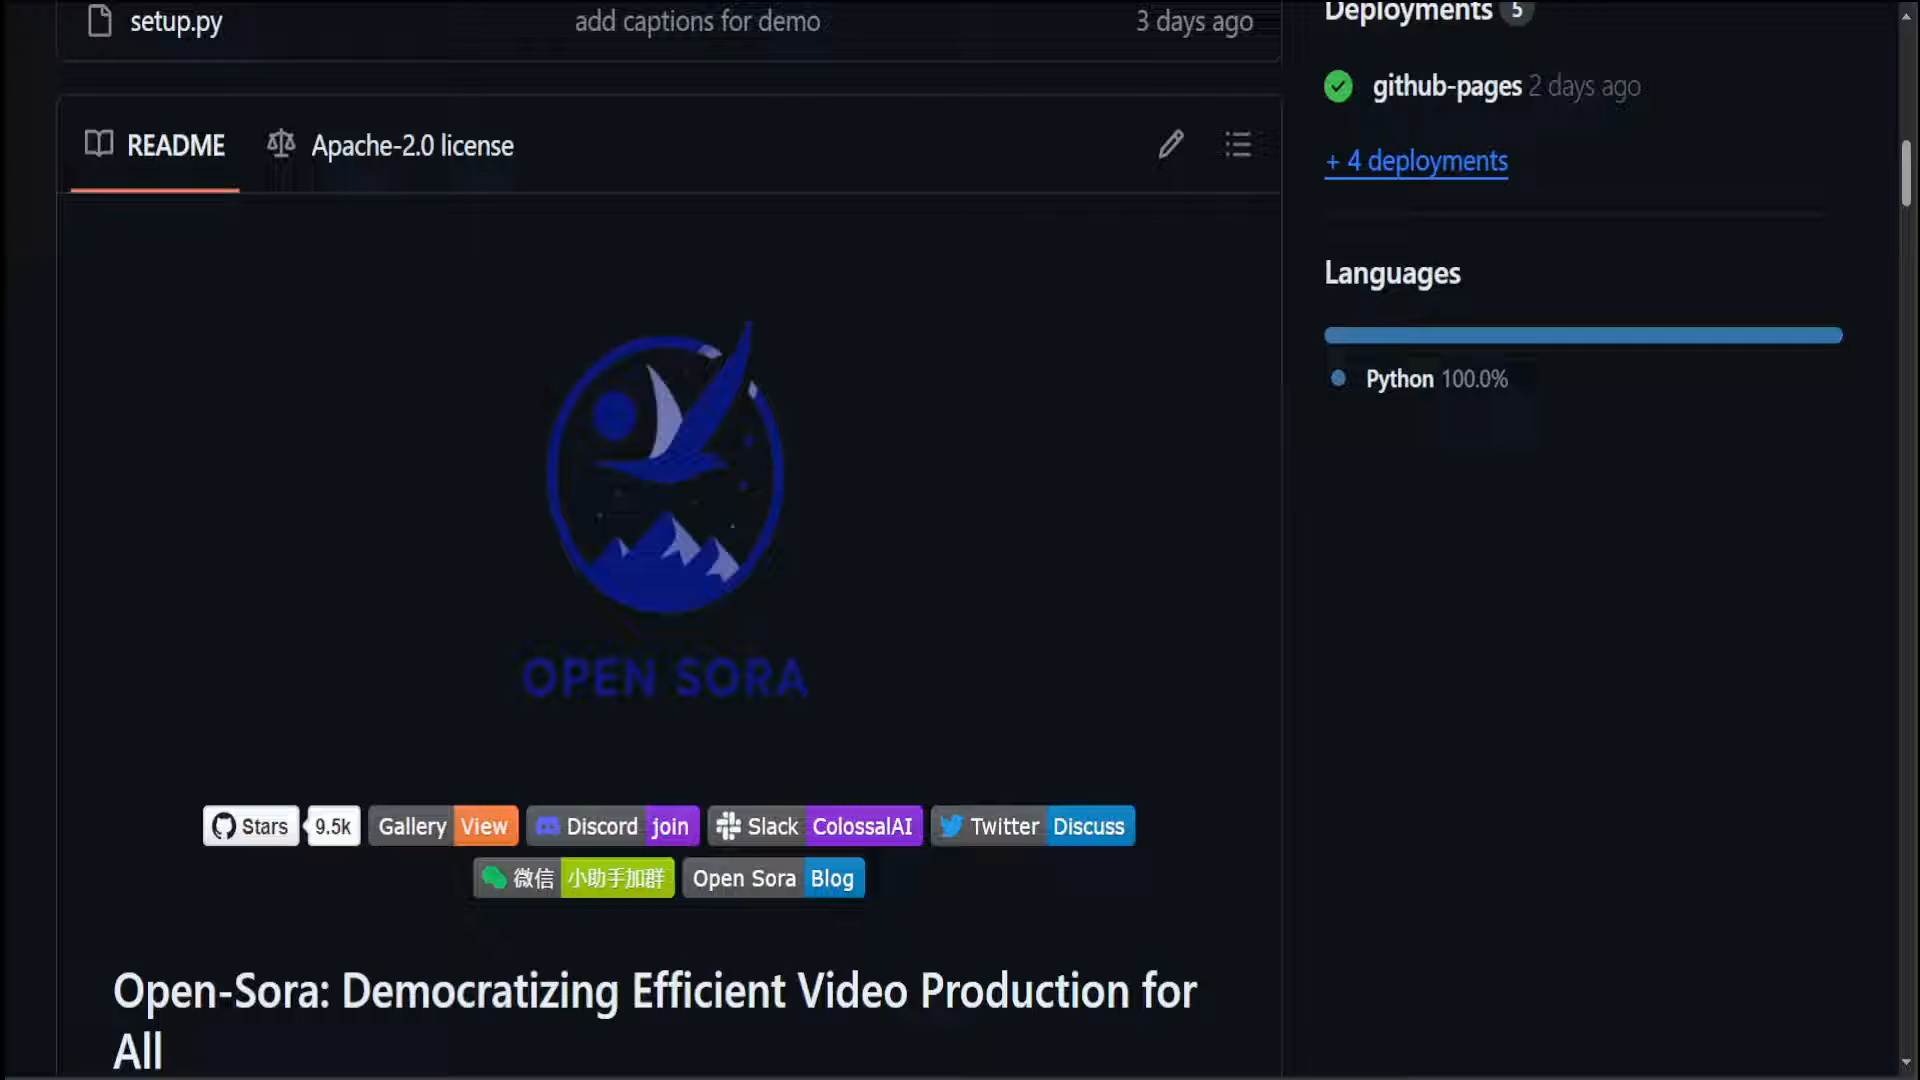 setup.py add captions for demo 3 days ago
Deployments 5
github-pages 2 days ago
+ 4 deployments
README Apache-2.0 license
Languages
Python 100.0%
OPEN SORA
Stars 9.5k Gallery View Discord join Slack ColossalAI Twitter Discuss
微信 小助手加群 Open Sora Blog
Open-Sora: Democratizing Efficient Video Production for
All